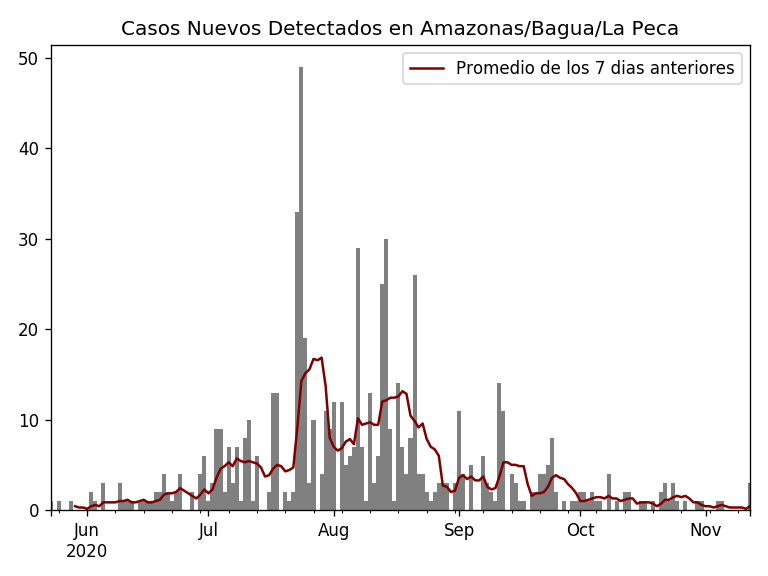 Casos Nuevos Detectados en Amazonas/Bagua/La Peca
Promedio de los 7 dias anteriores
50
40
30
20
10
0
Jun Jul Aug Sep Oct Nov
2020